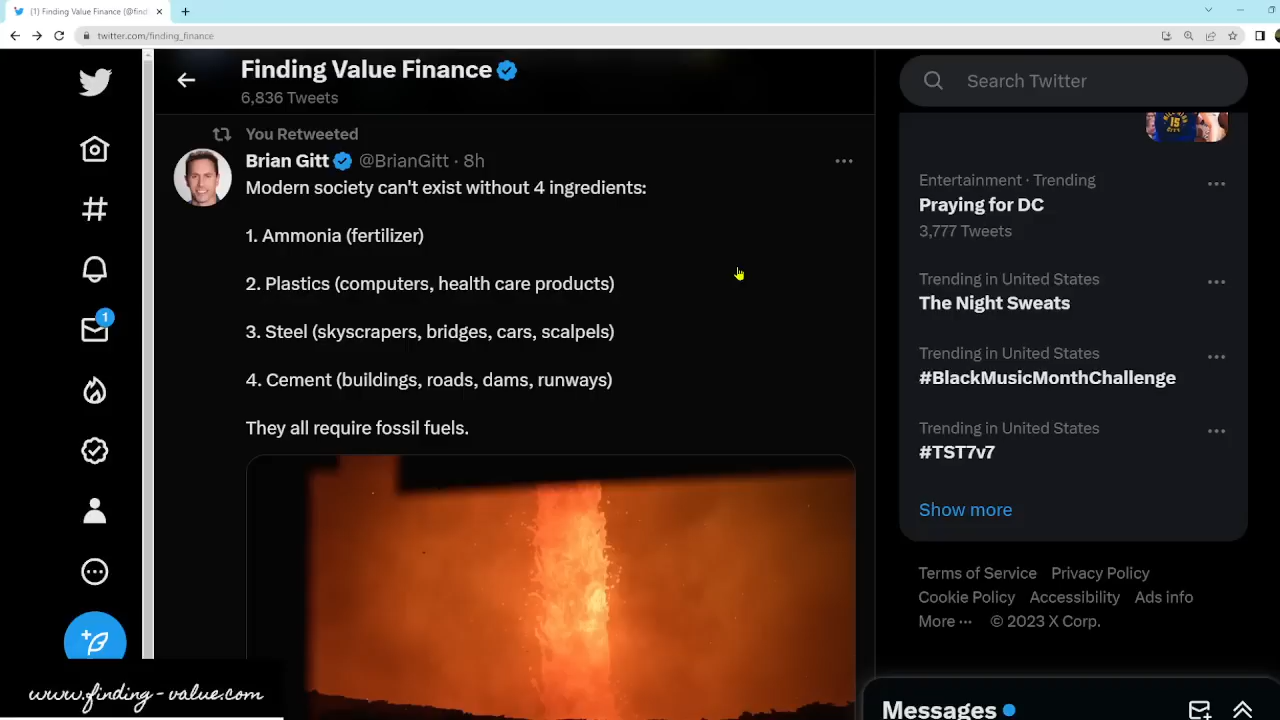 (1) Finding Value Finance (@find
twitter.com/finding_finance
Finding Value Finance
6,836 Tweets
Search Twitter
You Retweeted
Brian Gitt @BrianGitt · 8h
Modern society can't exist without 4 ingredients:
1. Ammonia (fertilizer)
2. Plastics (computers, health care products)
3. Steel (skyscrapers, bridges, cars, scalpels)
4. Cement (buildings, roads, dams, runways)
They all require fossil fuels.
1
15
Entertainment · Trending
Praying for DC
3,777 Tweets
Trending in United States
The Night Sweats
Trending in United States
#BlackMusicMonthChallenge
Trending in United States
#TST7v7
Show more
Terms of Service Privacy Policy
Cookie Policy Accessibility Ads info
More ··· © 2023 X Corp.
Messages
www.finding-value.com